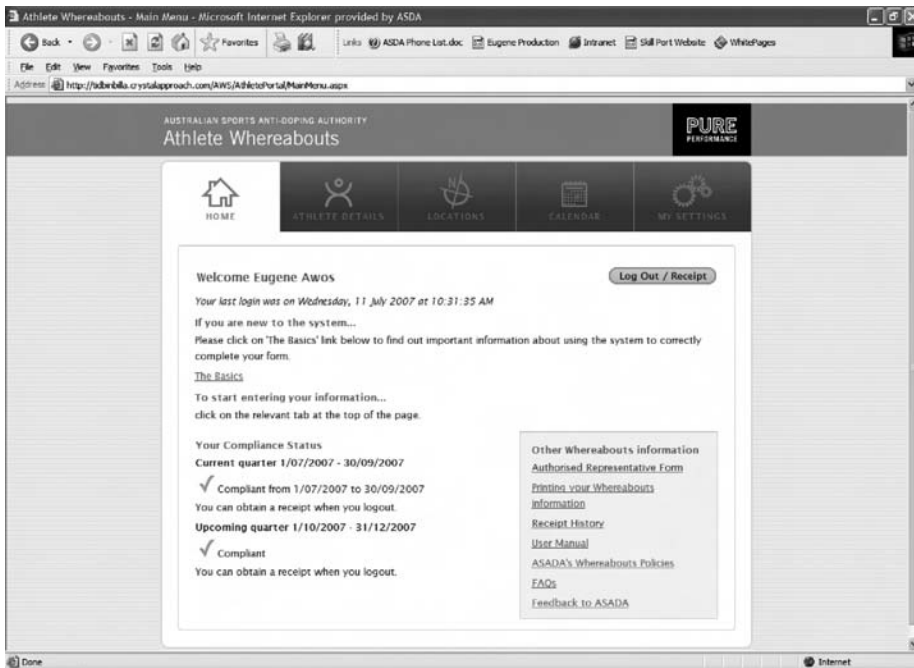 Athlete Whereabouts - Main Menu - Microsoft Internet Explorer provided by ASDA
Back Favorites Links ASDA Phone List.doc Eugene Production Intranet Skill Port Website WhitePages
File Edit View Favorites Tools Help
Address http://tidbinbilla.crystalapproach.com/AWS/AthletePortal/MainMenu.aspx
AUSTRALIAN SPORTS ANTI-DOPING AUTHORITY
Athlete Whereabouts
PURE
PERFORMANCE
HOME ATHLETE DETAILS LOCATIONS CALENDAR MY SETTINGS
Welcome Eugene Awos
Log Out / Receipt
Your last login was on Wednesday, 11 July 2007 at 10:31:35 AM
If you are new to the system...
Please click on 'The Basics' link below to find out important information about using the system to correctly
complete your form.
The Basics
To start entering your information...
click on the relevant tab at the top of the page.
Your Compliance Status
Current quarter 1/07/2007 - 30/09/2007
Compliant from 1/07/2007 to 30/09/2007
You can obtain a receipt when you logout.
Upcoming quarter 1/10/2007 - 31/12/2007
Compliant
You can obtain a receipt when you logout.
Other Whereabouts information
Authorised Representative Form
Printing your Whereabouts
information
Receipt History
User Manual
ASADA's Whereabouts Policies
FAQs
Feedback to ASADA
Done Internet